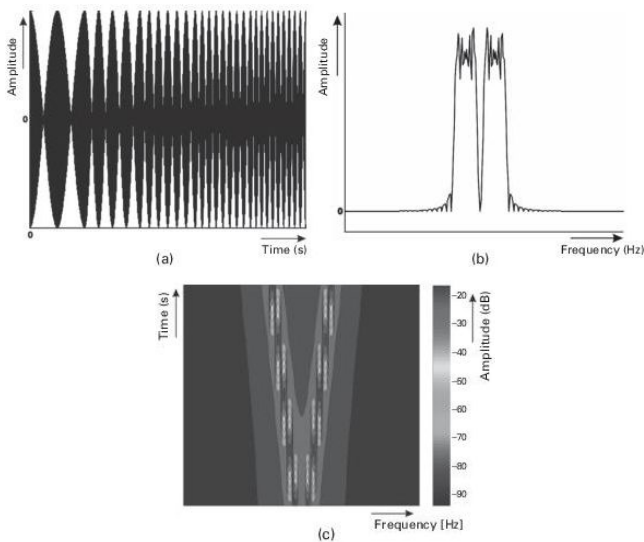 Amplitude
0
0
Time (s)
(a)
Amplitude
0
Frequency (Hz)
(b)
Time (s)
Frequency [Hz]
-20
-30
-40
-50
-60
-70
-80
-90
Amplitude (dB)
(c)